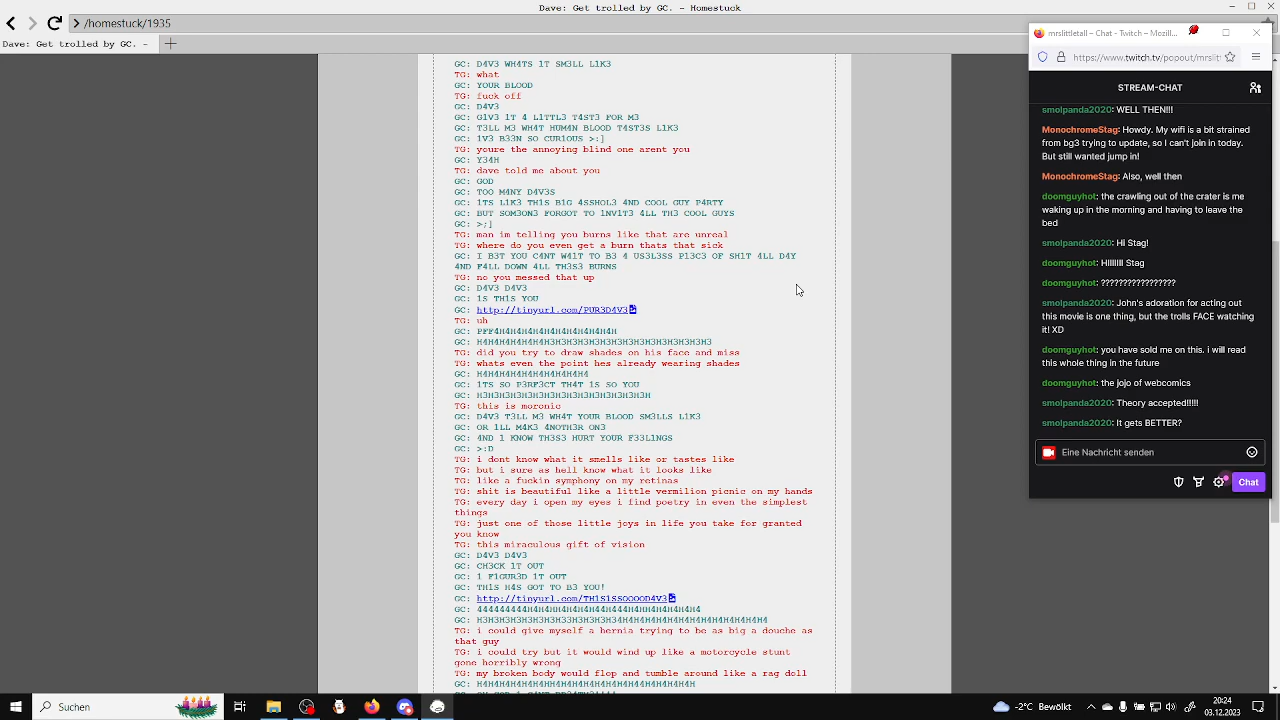 Dave: Get trolled by GC. - Homestuck
/homestuck/1935
Dave: Get trolled by GC. -
GC: D4V3 WH4TS 1T SM3LL L1K3
TG: what
GC: YOUR BLOOD
TG: fuck off
GC: D4V3
GC: G1V3 1T 4 L1TTL3 T4ST3 FOR M3
GC: T3LL M3 WH4T HUM4N BLOOD T4ST3S L1K3
GC: 1V3 B33N SO CUR1OUS >:]
TG: youre the annoying blind one arent you
GC: Y34H
TG: dave told me about you
GC: GOD
GC: TOO M4NY D4V3S
GC: 1TS L1K3 TH1S B1G 4SSHOL3 4ND COOL GUY P4RTY
GC: BUT SOM3ON3 FORGOT TO 1NV1T3 4LL TH3 COOL GUYS
GC: >;]
TG: man im telling you burns like that are unreal
TG: where do you even get a burn thats that sick
GC: I B3T YOU C4NT W41T TO B3 4 US3L3SS P13C3 OF SH1T 4LL D4Y
4ND F4LL DOWN 4LL TH3S3 BURNS
TG: no you messed that up
GC: D4V3 D4V3
GC: 1S TH1S YOU
GC: http://tinyurl.com/PUR3D4V3
TG: uh
GC: PFF4H4H4H4H4H4H4H4H4H4H
GC: H4H4H4H4H4H4H3H3H3H3H3H3H3H3H3H3H3H3H3H3H3
TG: did you try to draw shades on his face and miss
TG: whats even the point hes already wearing shades
GC: H4H4H4H4H4H4H4H4H4H4
GC: 1TS SO P3RF3CT TH4T 1S SO YOU
GC: H3H3H3H3H3H3H3H3H3H3H3H3H3H3H3H
TG: this is moronic
GC: D4V3 T3LL M3 WH4T YOUR BLOOD SM3LLS L1K3
GC: OR 1LL M4K3 4NOTH3R ON3
GC: 4ND 1 KNOW TH3S3 HURT YOUR F33L1NGS
GC: >:D
TG: i dont know what it smells like or tastes like
TG: but i sure as hell know what it looks like
TG: like a fuckin symphony on my retinas
TG: shit is beautiful like a little vermilion picnic on my hands
TG: every day i open my eyes i find poetry in even the simplest
things
TG: just one of those little joys in life you take for granted
you know
TG: this miraculous gift of vision
GC: D4V3 D4V3
GC: CH3CK 1T OUT
GC: 1 F1GUR3D 1T OUT
GC: TH1S H4S GOT TO B3 YOU!
GC: http://tinyurl.com/TH1S1SSOOOOD4V3
GC: 444444444H4H4HH4H4H4H44H444H4HH4H4H4H4H4
GC: H3H3H3H3H3H3H3H33H3H3H3H34H4H4H4H4H4H4H4H4H4H4H4H4H4
TG: i could give myself a hernia trying to be as big a douche as
that guy
TG: i could try but it would wind up like a motorcycle stunt
gone horribly wrong
TG: my broken body would flop and tumble around like a rag doll
GC: H4H4H4H4H4HH4H4H4H4H4H4H4H4H44H4H4H4H4H
mrslittletall – Chat - Twitch – Mozill...
https://www.twitch.tv/popout/mrslitt
STREAM-CHAT
smolpanda2020: WELL THEN!!!
MonochromeStag: Howdy. My wifi is a bit strained
from bg3 trying to update, so I can't join in today.
But still wanted jump in!
MonochromeStag: Also, well then
doomguyhot: the crawling out of the crater is me
waking up in the morning and having to leave the
bed
smolpanda2020: Hi Stag!
doomguyhot: HIIIIIII Stag
doomguyhot: ?????????????????
smolpanda2020: John's adoration for acting out
this movie is one thing, but the trolls FACE watching
it! XD
doomguyhot: you have sold me on this. i will read
this whole thing in the future
doomguyhot: the jojo of webcomics
smolpanda2020: Theory accepted!!!!!
smolpanda2020: It gets BETTER?
Eine Nachricht senden
Chat
Suchen
-2°C Bewölkt
20:24
03.12.2023